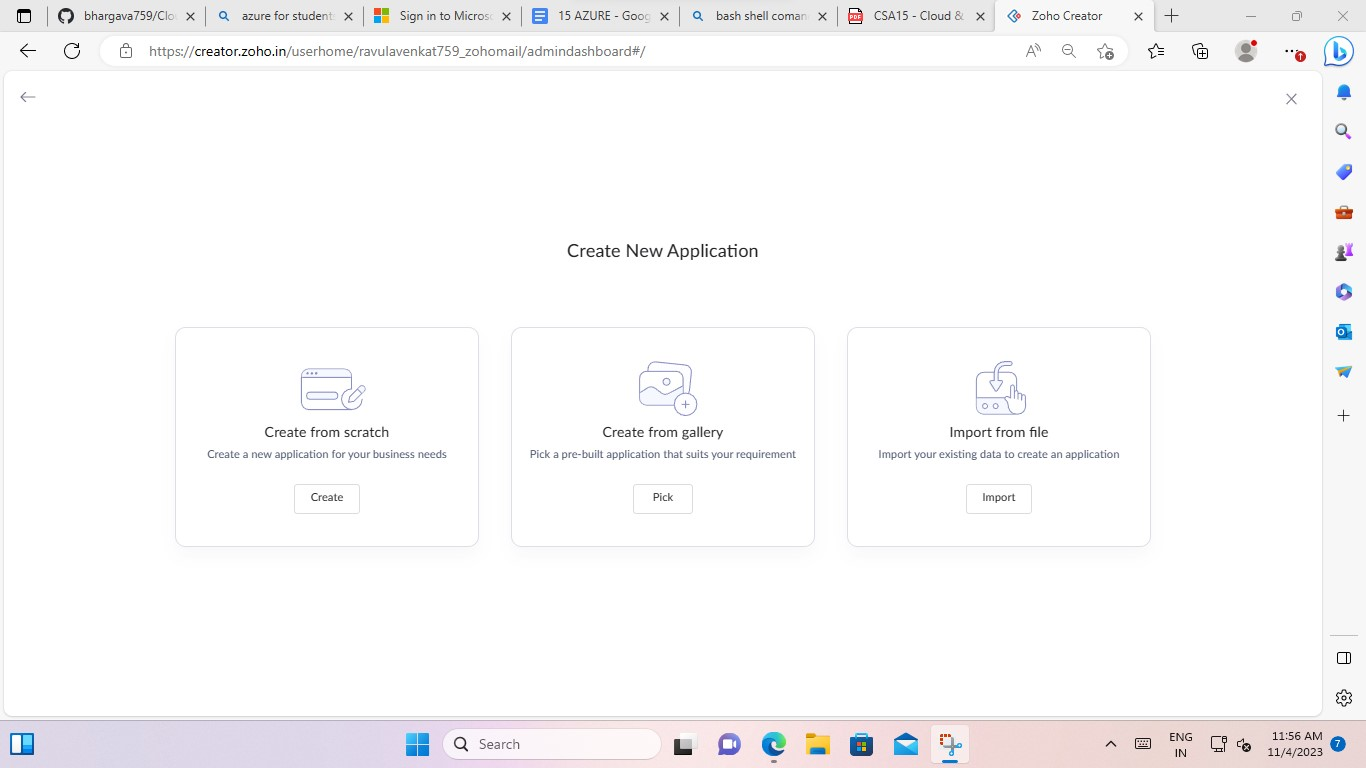 bhargava759/Clo
azure for student
Sign in to Microso
15 AZURE - Goog
bash shell coman
CSA15 - Cloud &
Zoho Creator
https://creator.zoho.in/userhome/ravulavenkat759_zohomail/admindashboard#/
Create New Application
Create from scratch
Create a new application for your business needs
Create
Create from gallery
Pick a pre-built application that suits your requirement
Pick
Import from file
Import your existing data to create an application
Import
Search
ENG
IN
11:56 AM
11/4/2023
7